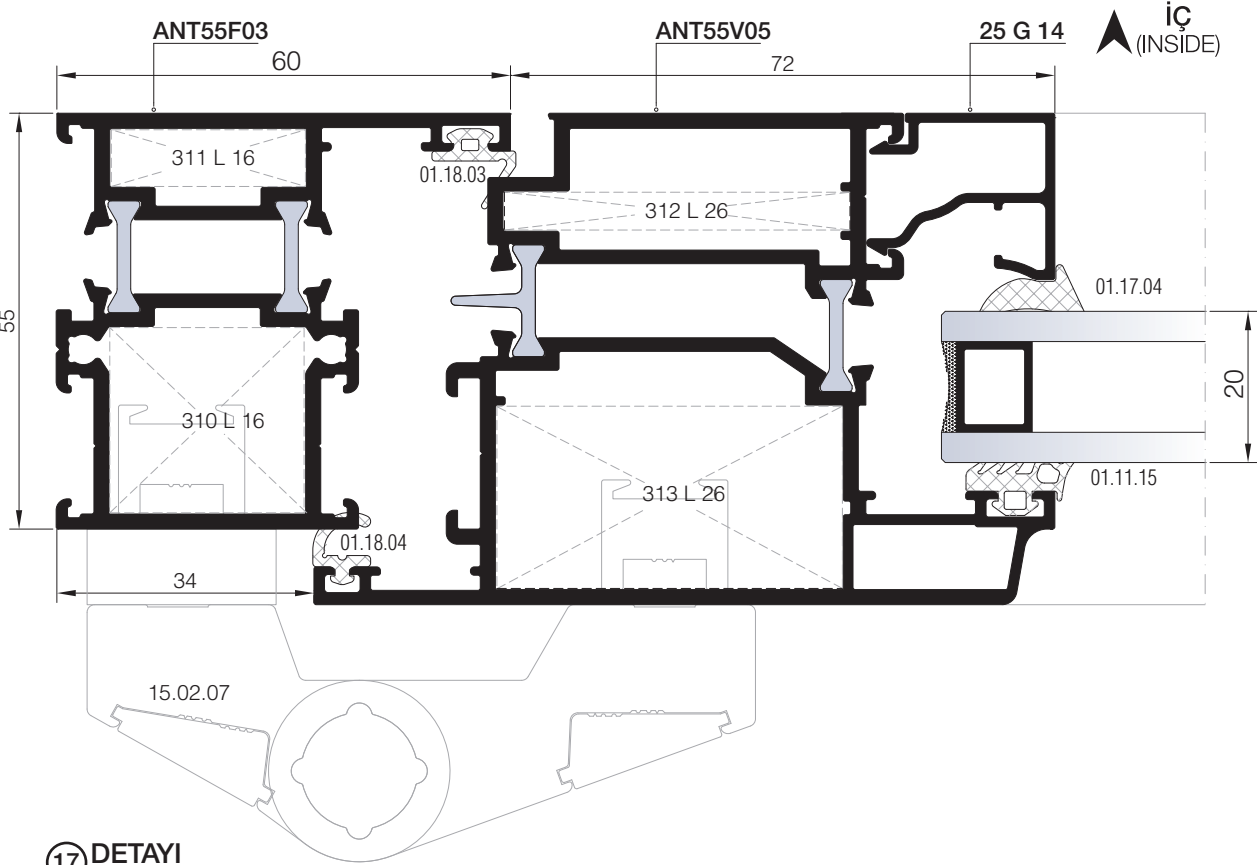 ANT55F03
ANT55V05
25 G 14
İÇ
(INSIDE)
60
72
311 L 16
01.18.03
312 L 26
01.17.04
55
20
310 L 16
313 L 26
01.11.15
01.18.04
34
15.02.07
17 DETAYI